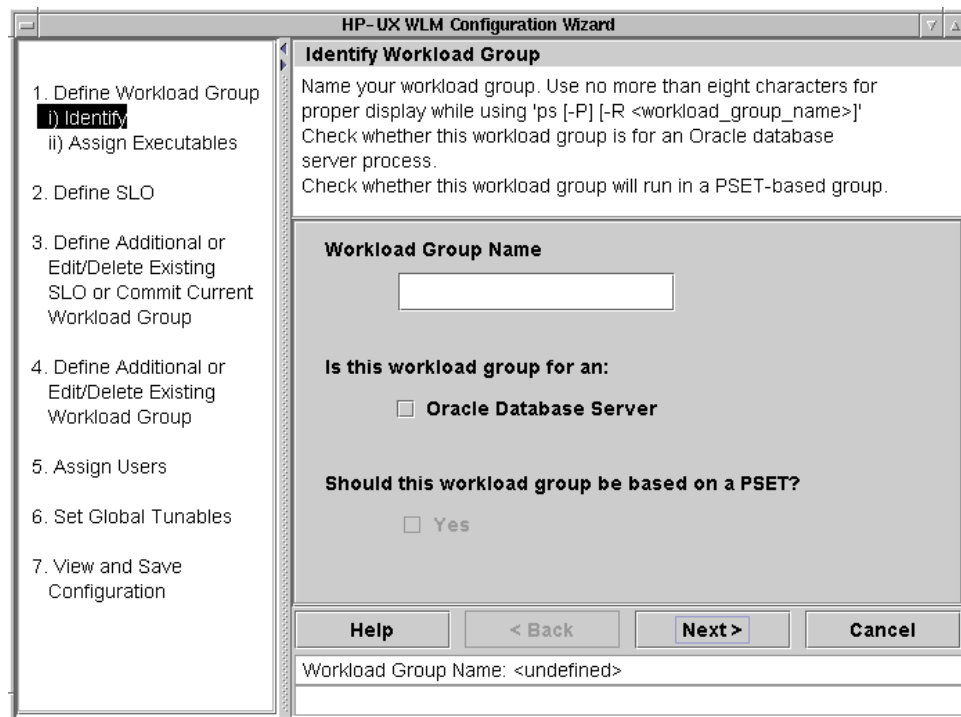 HP-UX WLM Configuration Wizard
1. Define Workload Group
i) Identify
ii) Assign Executables
2. Define SLO
3. Define Additional or
Edit/Delete Existing
SLO or Commit Current
Workload Group
4. Define Additional or
Edit/Delete Existing
Workload Group
5. Assign Users
6. Set Global Tunables
7. View and Save
Configuration
Identify Workload Group
Name your workload group. Use no more than eight characters for
proper display while using 'ps [-P] [-R <workload_group_name>]'
Check whether this workload group is for an Oracle database
server process.
Check whether this workload group will run in a PSET-based group.
Workload Group Name
Is this workload group for an:
Oracle Database Server
Should this workload group be based on a PSET?
Yes
Help < Back Next > Cancel
Workload Group Name: <undefined>